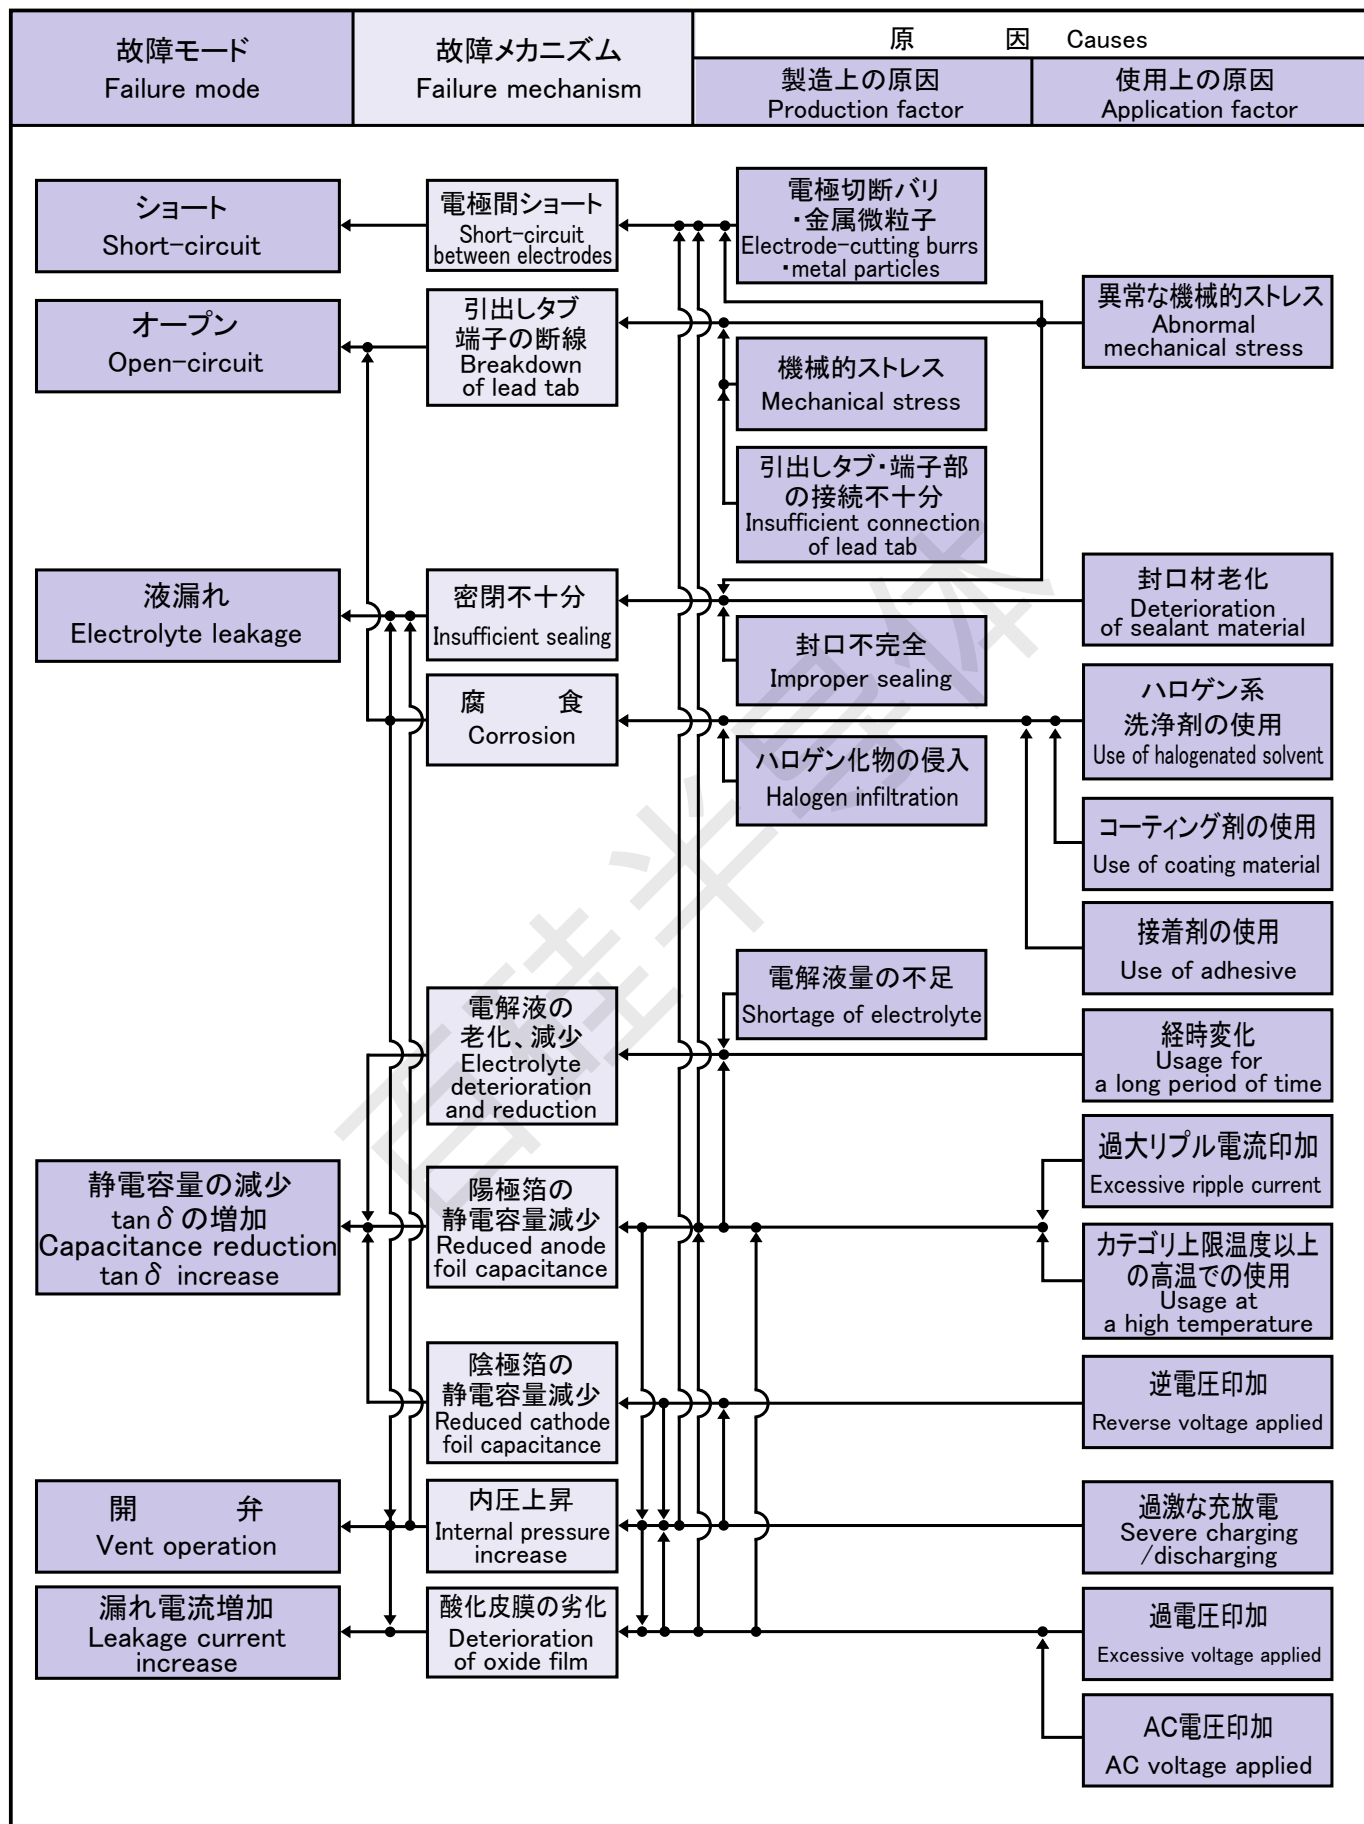 故障モード
Failure mode
故障メカニズム
Failure mechanism
原 因 Causes
製造上の原因
Production factor
使用上の原因
Application factor
ショート
Short-circuit
電極間ショート
Short-circuit
between electrodes
電極切断バリ
・金属微粒子
Electrode-cutting burrs
・metal particles
オープン
Open-circuit
引出しタブ
端子の断線
Breakdown
of lead tab
異常な機械的ストレス
Abnormal
mechanical stress
機械的ストレス
Mechanical stress
引出しタブ・端子部
の接続不十分
Insufficient connection
of lead tab
液漏れ
Electrolyte leakage
密閉不十分
Insufficient sealing
封口材老化
Deterioration
of sealant material
封口不完全
Improper sealing
腐 食
Corrosion
ハロゲン系
洗浄剤の使用
Use of halogenated solvent
ハロゲン化物の侵入
Halogen infiltration
コーティング剤の使用
Use of coating material
接着剤の使用
Use of adhesive
電解液量の不足
Shortage of electrolyte
電解液の
老化、減少
Electrolyte
deterioration
and reduction
経時変化
Usage for
a long period of time
過大リプル電流印加
Excessive ripple current
静電容量の減少
tanδの増加
Capacitance reduction
tanδ increase
陽極箔の
静電容量減少
Reduced anode
foil capacitance
カテゴリ上限温度以上
の高温での使用
Usage at
a high temperature
陰極箔の
静電容量減少
Reduced cathode
foil capacitance
逆電圧印加
Reverse voltage applied
開 弁
Vent operation
内圧上昇
Internal pressure
increase
過激な充放電
Severe charging
/discharging
漏れ電流増加
Leakage current
increase
酸化皮膜の劣化
Deterioration
of oxide film
過電圧印加
Excessive voltage applied
AC電圧印加
AC voltage applied
百硅半导体